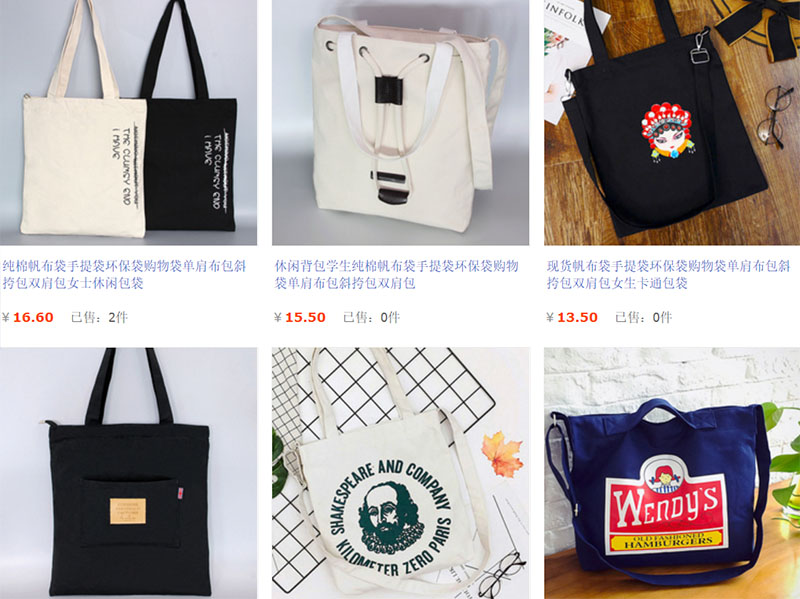 INFOLK
I HAVE
THE CLUMSY BIRD
I HAVE
THE CLUMSY BIRD
纯棉帆布袋手提袋环保袋购物袋单肩布包斜
挎包双肩包女士休闲包袋
休闲背包学生纯棉帆布袋手提袋环保袋购物
袋单肩布包斜挎包双肩包
现货帆布袋手提袋环保袋购物袋单肩布包斜
挎包双肩包女生卡通包袋
¥ 16.60 已售：2件
¥ 15.50 已售：0件
¥ 13.50 已售：0件
SHAKESPEARE AND COMPANY
KILOMETER ZERO PARIS
WENDY'S
OLD FASHIONED
HAMBURGERS